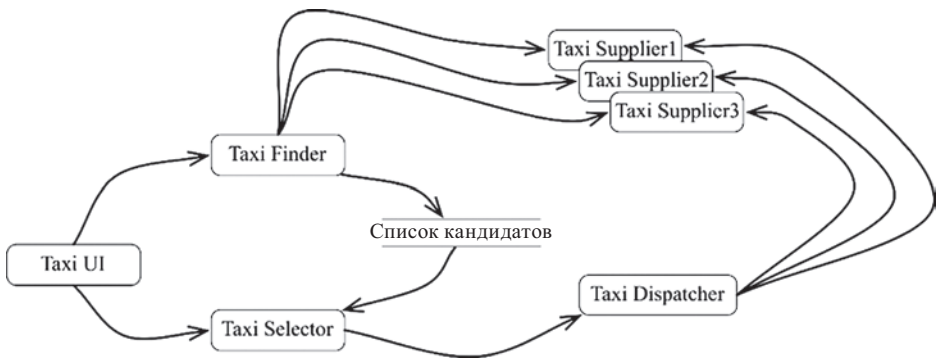 Taxi Supplier1
Taxi Supplier2
Taxi Supplier3
Taxi Finder
Список кандидатов
Taxi UI
Taxi Dispatcher
Taxi Selector